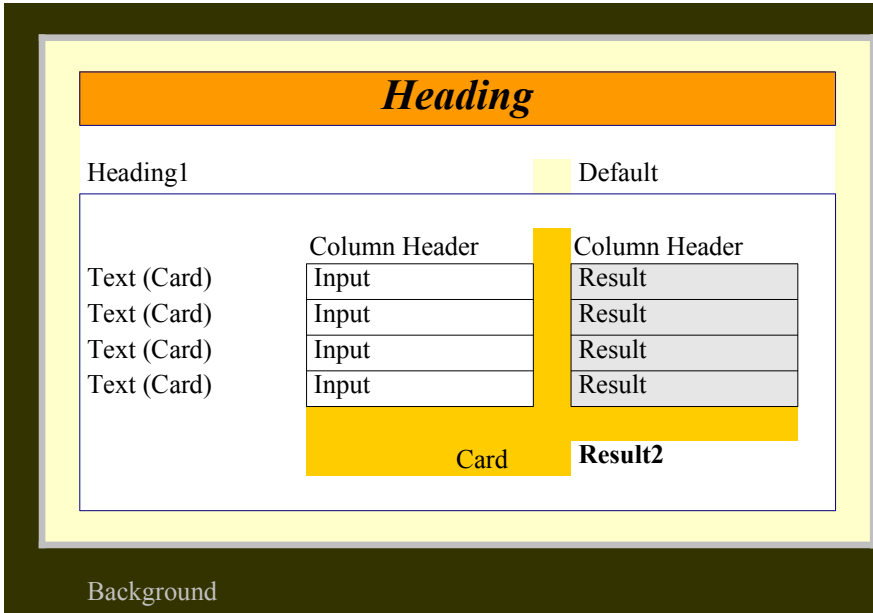 Heading
Heading1 Default
Column Header Column Header
Text (Card) Input Result
Text (Card) Input Result
Text (Card) Input Result
Text (Card) Input Result
Card Result2
Background